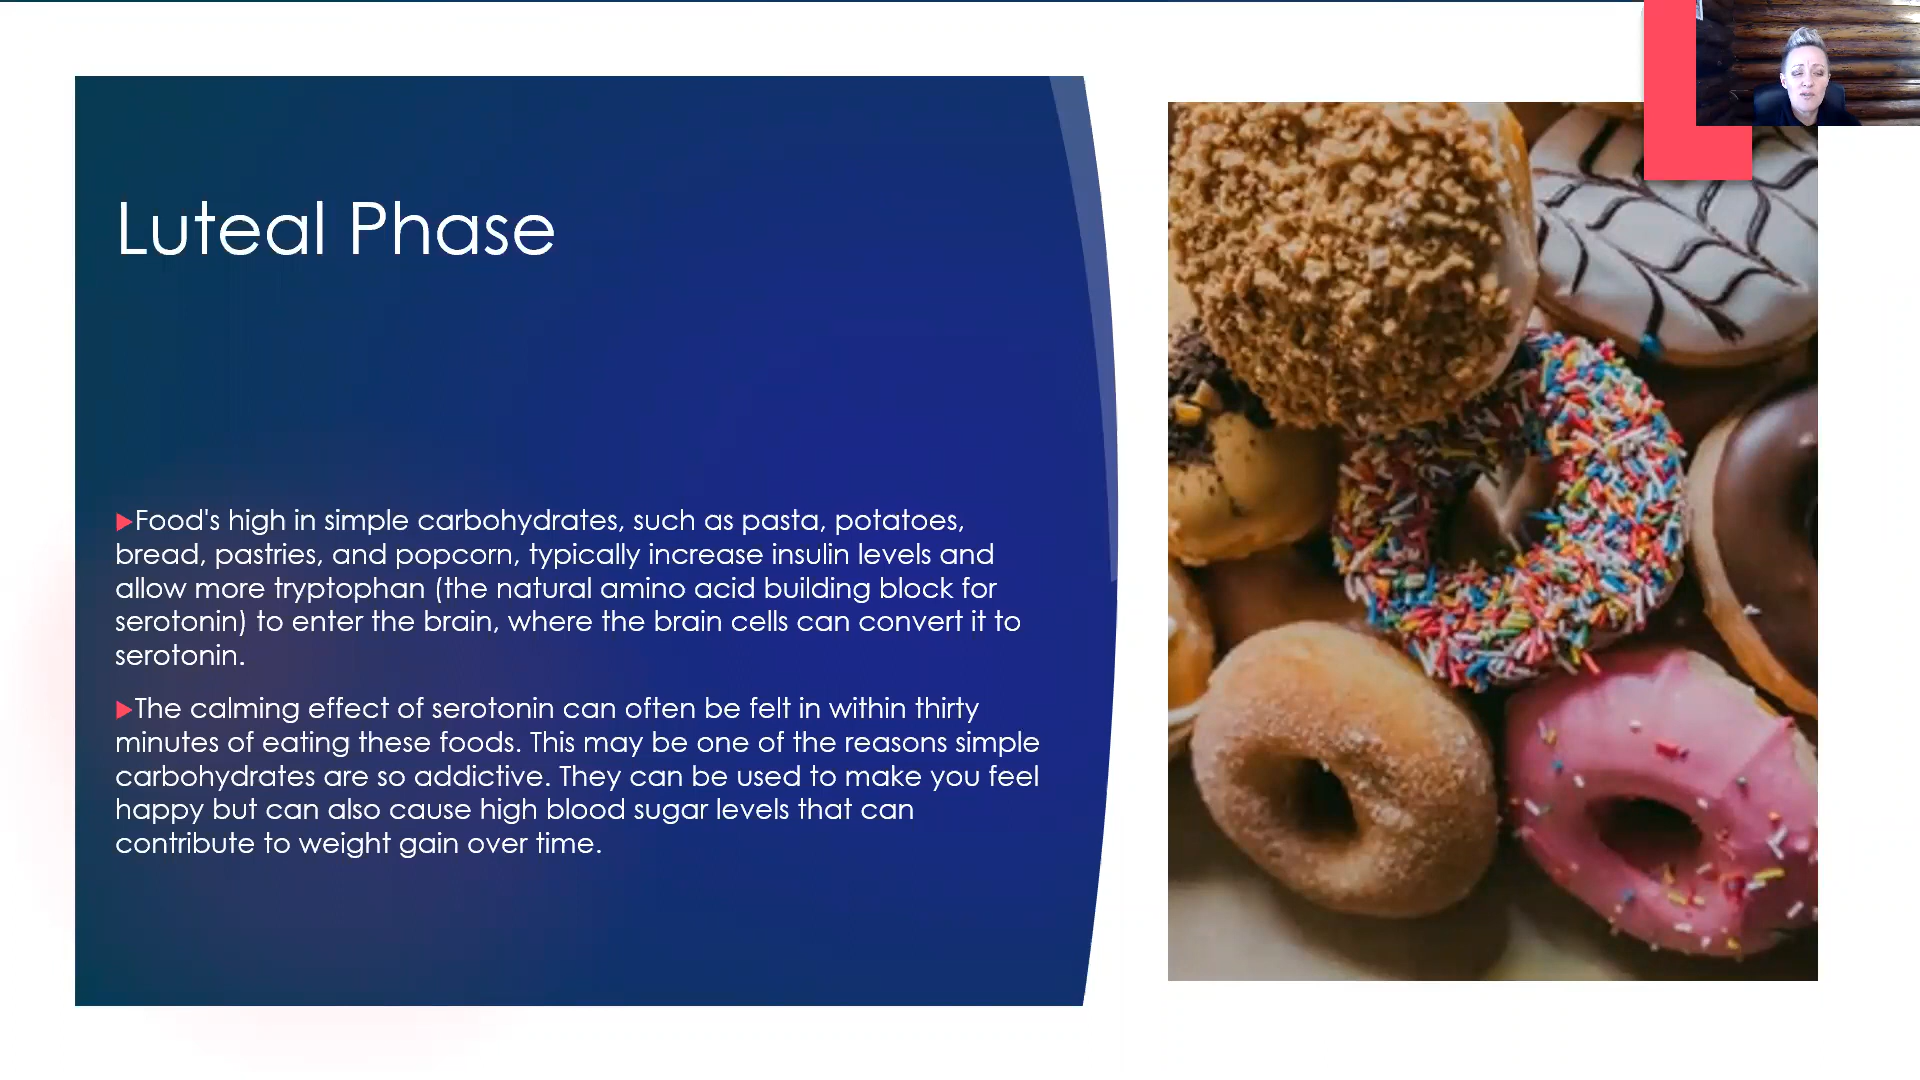 Luteal Phase
▶Food's high in simple carbohydrates, such as pasta, potatoes,
bread, pastries, and popcorn, typically increase insulin levels and
allow more tryptophan (the natural amino acid building block for
serotonin) to enter the brain, where the brain cells can convert it to
serotonin.
▶The calming effect of serotonin can often be felt in within thirty
minutes of eating these foods. This may be one of the reasons simple
carbohydrates are so addictive. They can be used to make you feel
happy but can also cause high blood sugar levels that can
contribute to weight gain over time.